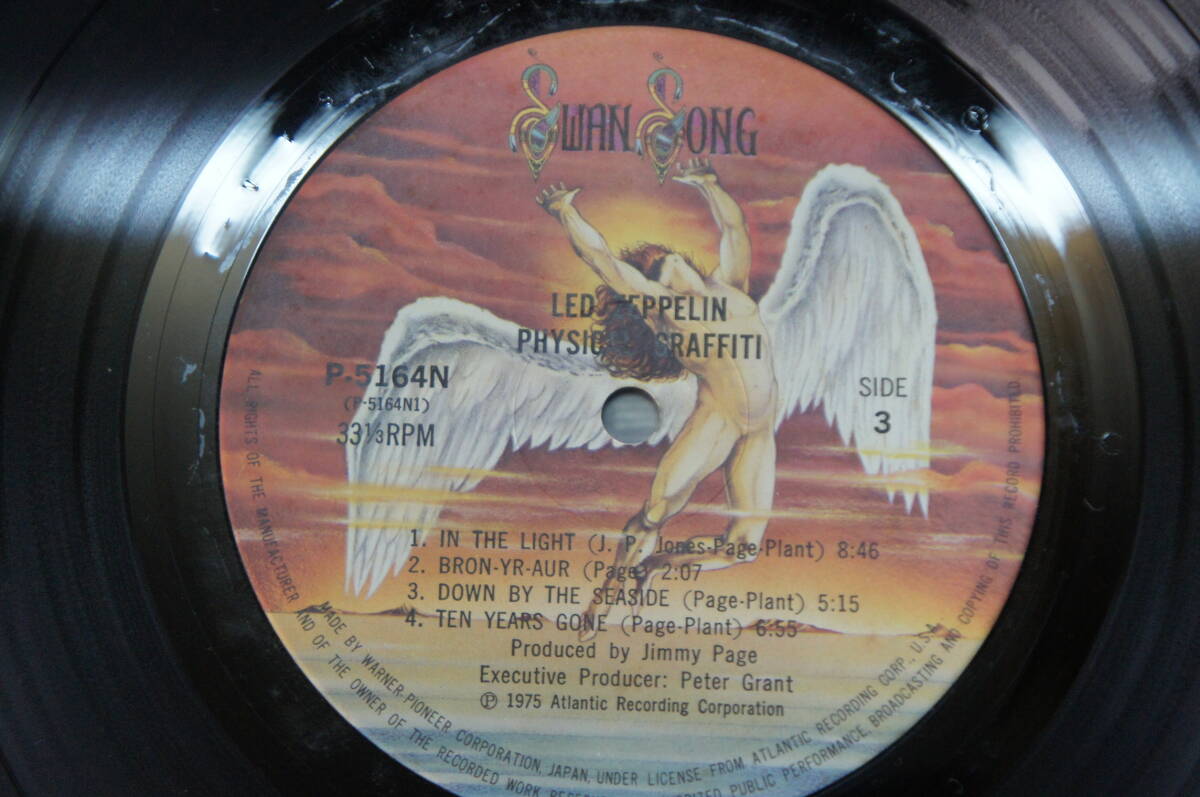 SWAN SONG
LED ZEPPELIN
PHYSICAL GRAFFITI
P-5164N
(P-5164N1)
33⅓RPM
SIDE
3
1. IN THE LIGHT (J. P. Jones-Page-Plant) 8:46
2. BRON-YR-AUR (Page) 2:07
3. DOWN BY THE SEASIDE (Page-Plant) 5:15
4. TEN YEARS GONE (Page-Plant) 6:55
Produced by Jimmy Page
Executive Producer: Peter Grant
Ⓟ 1975 Atlantic Recording Corporation
MADE BY WARNER-PIONEER CORPORATION, JAPAN, UNDER LICENSE FROM ATLANTIC RECORDING CORP., U.S.A.
ALL RIGHTS OF THE MANUFACTURER AND OF THE OWNER OF THE RECORDED WORK PUBLIC PERFORMANCE, BROADCASTING AND COPYING OF THIS RECORD PROHIBITED